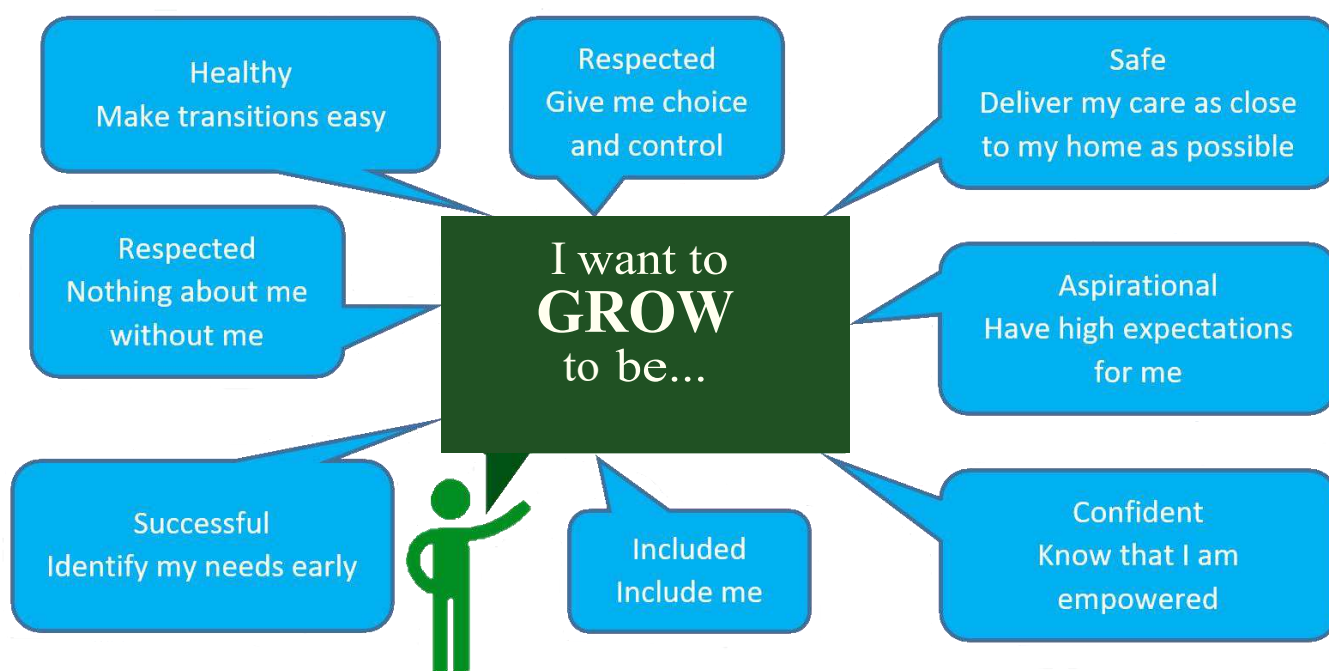 Healthy
Make transitions easy
Respected
Give me choice
and control
Safe
Deliver my care as close
to my home as possible
Respected
Nothing about me
without me
I want to
GROW
to be...
Aspirational
Have high expectations
for me
Successful
Identify my needs early
Included
Include me
Confident
Know that I am
empowered